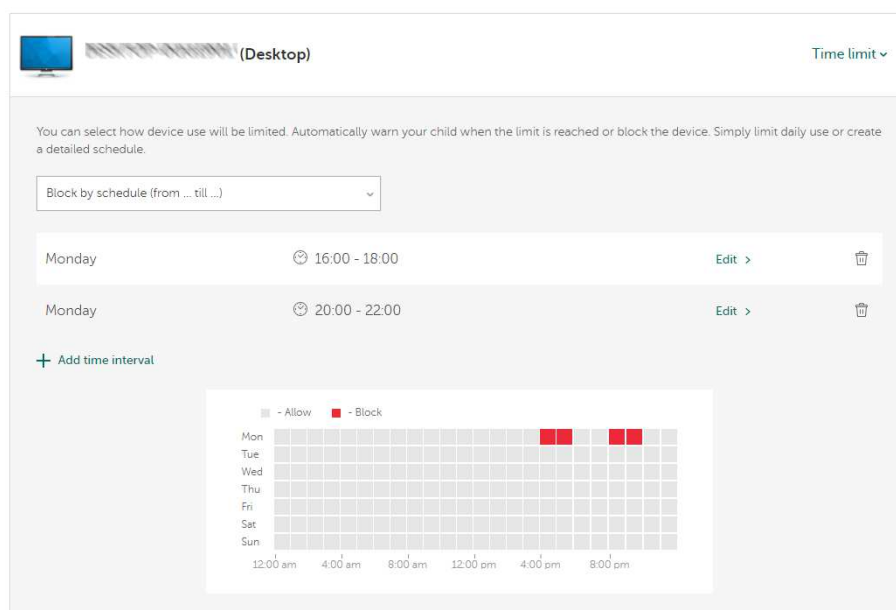 (Desktop)
Time limit
You can select how device use will be limited. Automatically warn your child when the limit is reached or block the device. Simply limit daily use or create
a detailed schedule.
Block by schedule (from ... till ...)
Monday 16:00 - 18:00 Edit >
Monday 20:00 - 22:00 Edit >
+ Add time interval
- Allow - Block
Mon
Tue
Wed
Thu
Fri
Sat
Sun
12:00 am 4:00 am 8:00 am 12:00 pm 4:00 pm 8:00 pm